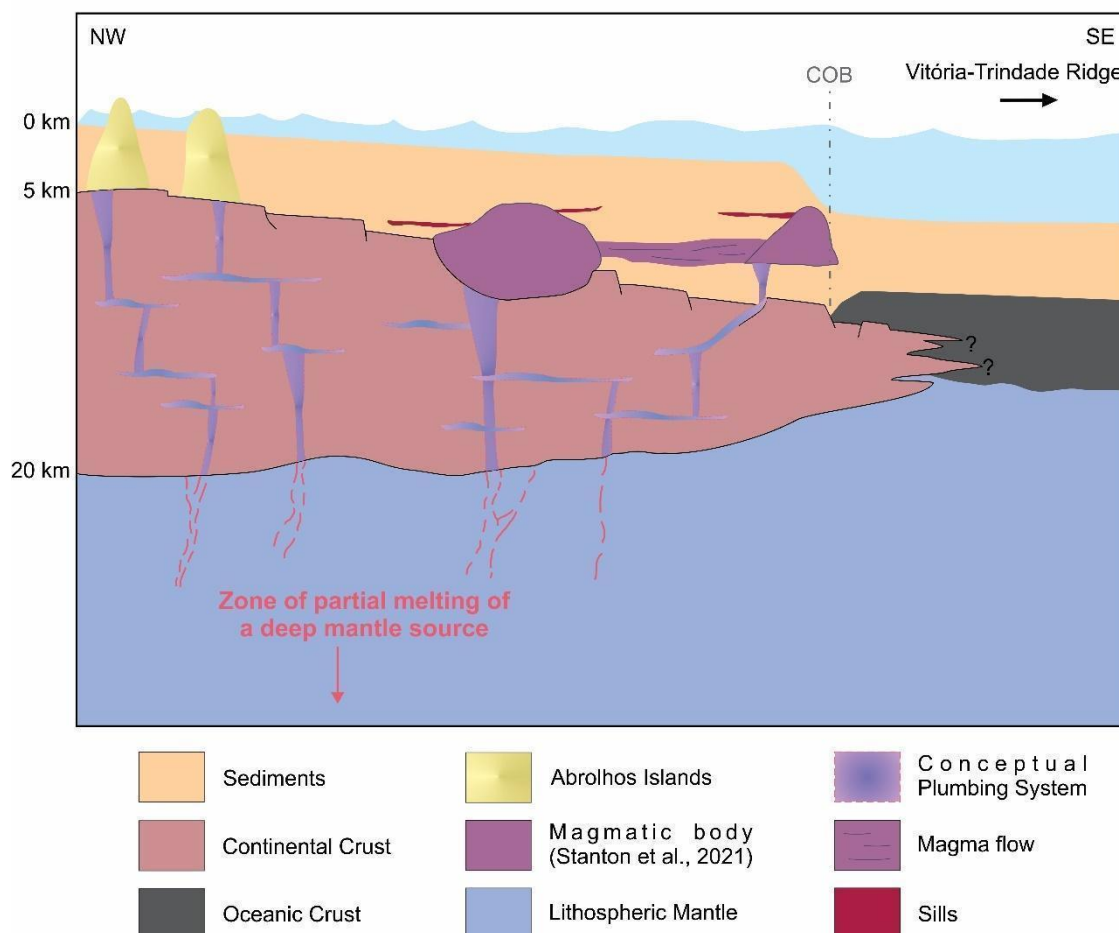 NW
SE
COB
Vitória-Trindade Ridge
0 km
5 km
?
?
20 km
Zone of partial melting of
a deep mantle source
Sediments
Abrolhos Islands
Conceptual
Plumbing System
Continental Crust
Magmatic body
(Stanton et al., 2021)
Magma flow
Oceanic Crust
Lithospheric Mantle
Sills